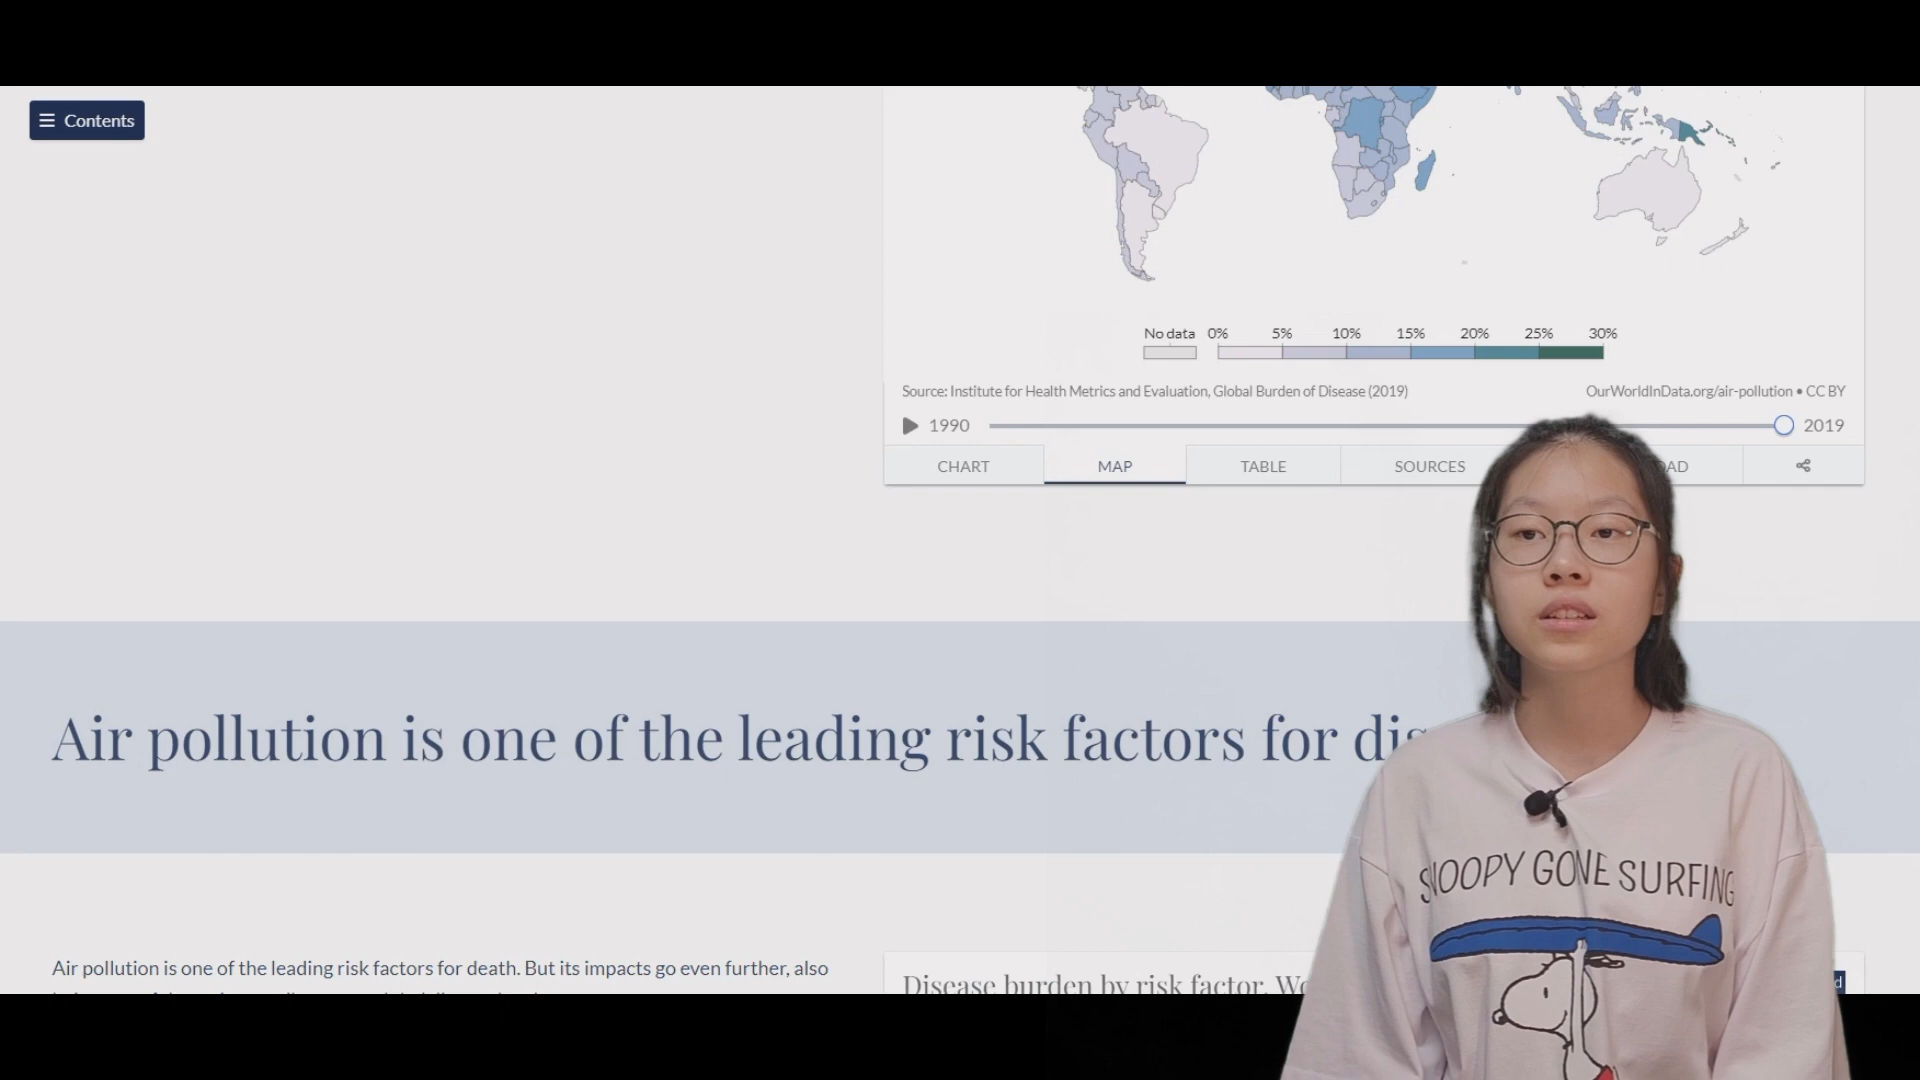 Contents
No data 0% 5% 10% 15% 20% 25% 30%
Source: Institute for Health Metrics and Evaluation, Global Burden of Disease (2019)
OurWorldInData.org/air-pollution • CC BY
1990
2019
CHART MAP TABLE SOURCES
Air pollution is one of the leading risk factors for
Air pollution is one of the leading risk factors for death. But its impacts go even further, also
Disease burden by risk factor,
SNOOPY GONE SURFING